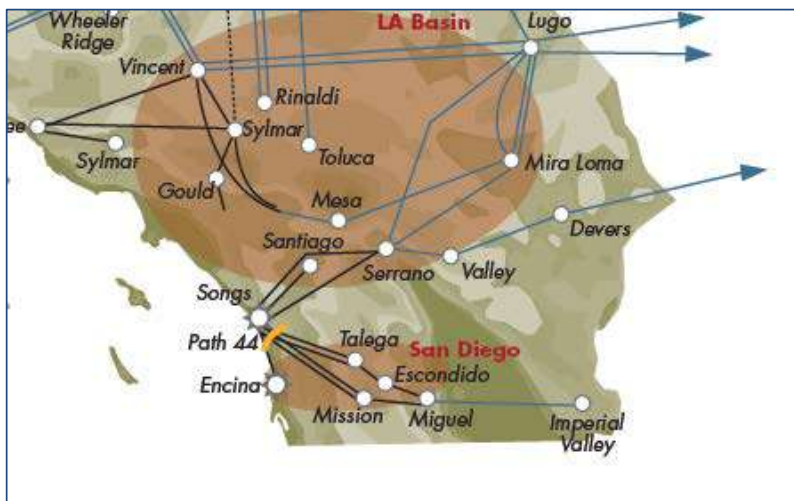 Wheeler
Ridge
LA Basin
Lugo
Vincent
Rinaldi
ee
Sylmar
Sylmar
Toluca
Mira Loma
Gould
Mesa
Devers
Santiago
Serrano
Valley
Songs
Path 44
Talega
San Diego
Escondido
Encina
Mission
Miguel
Imperial
Valley